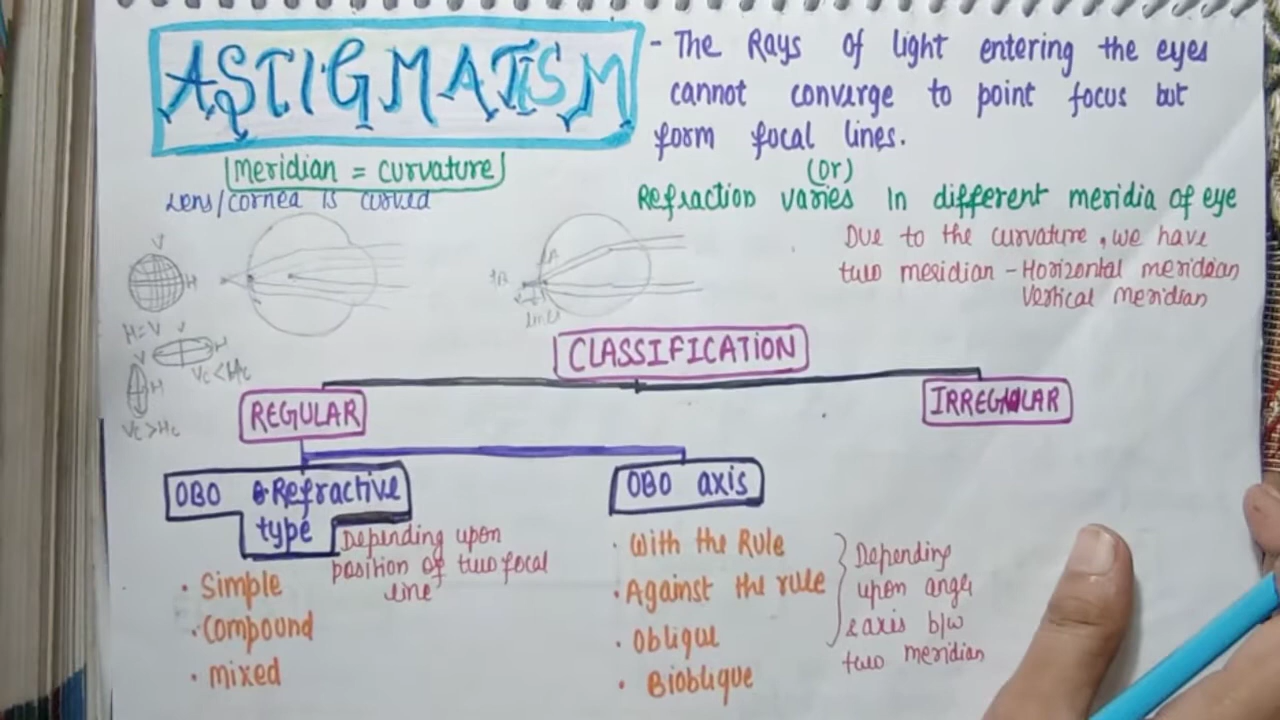 ASTIGMATISM
- The Rays of light entering the eyes
cannot converge to point focus but
form focal lines.
(or)
Refraction varies In different meridia of eye
Due to the curvature, we have
two meridian - Horizontal meridian
Vertical meridian
[Meridian = curvature]
Lens/cornea is curved
V
H
H=V
V
H
Vc < Hc
V
H
Vc > Hc
CLASSIFICATION
REGULAR
IRREGULAR
OBO Refractive
type
Depending upon
position of two focal
line
• Simple
• Compound
• mixed
OBO axis
• With the Rule
• Against the rule
• Oblique
• Bioblique
Depending
upon angle
& axis b/w
two meridian